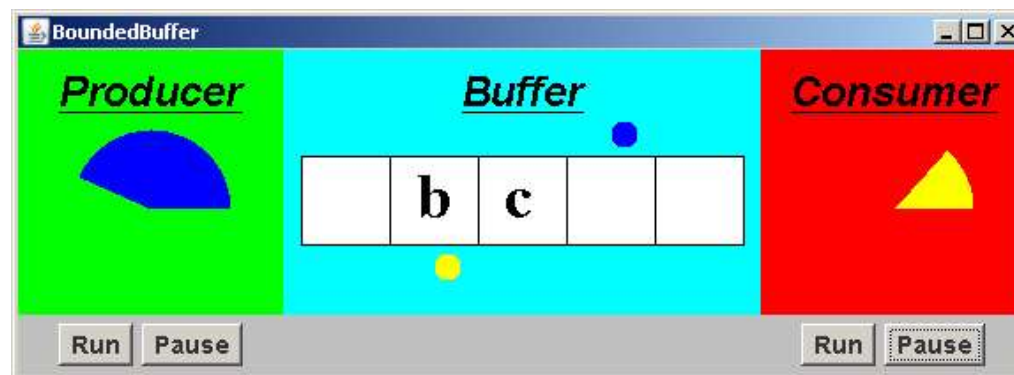 BoundedBuffer
Producer Buffer Consumer
b c
Run Pause Run Pause